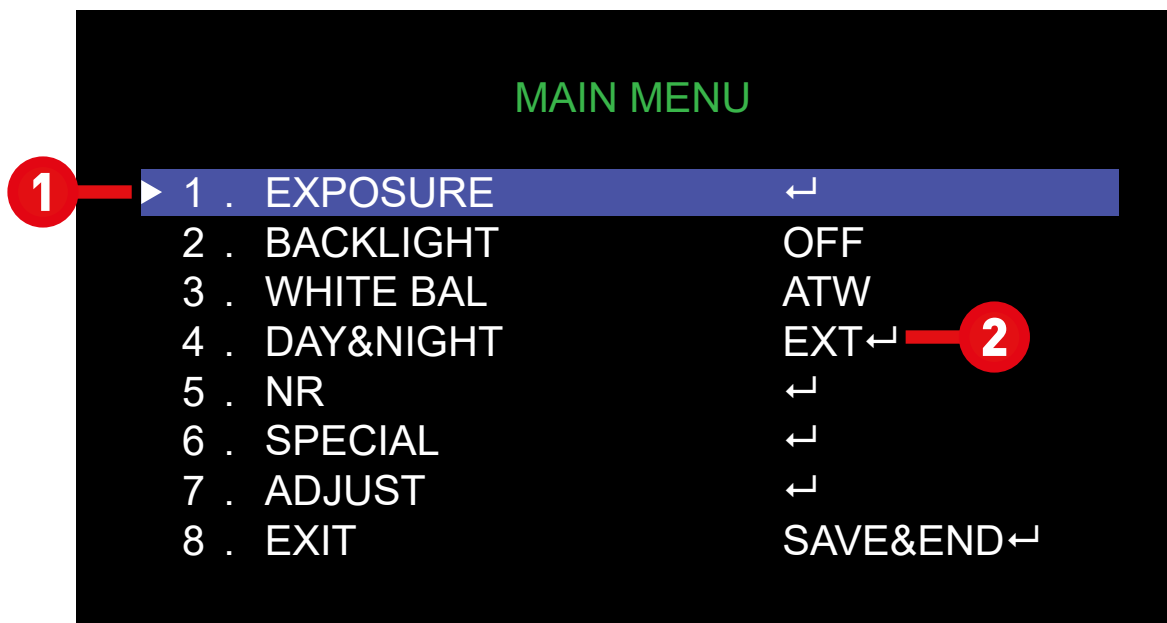 MAIN MENU
1 . EXPOSURE ↵
2 . BACKLIGHT OFF
3 . WHITE BAL ATW
4 . DAY&NIGHT EXT↵
5 . NR ↵
6 . SPECIAL ↵
7 . ADJUST ↵
8 . EXIT SAVE&END↵
1
2